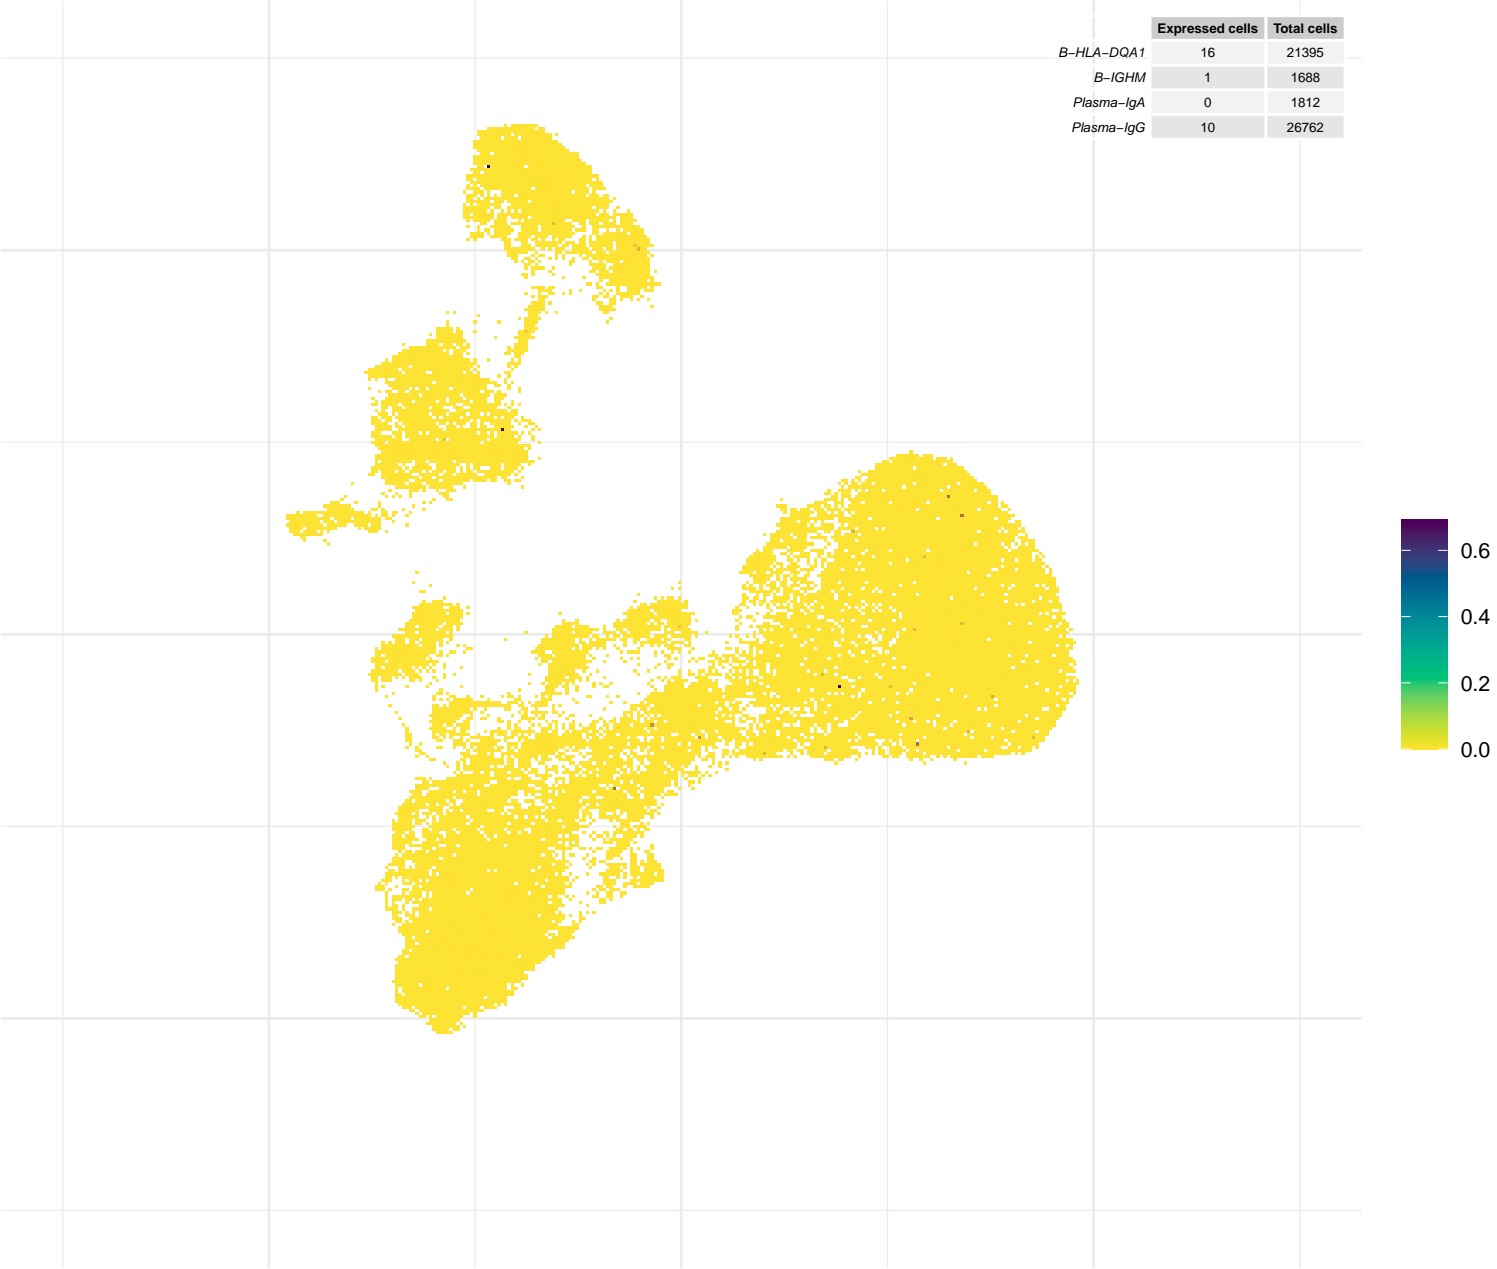 Expressed cells Total cells
B−HLA−DQA1 16 21395
B−IGHM 1 1688
Plasma−IgA 0 1812
Plasma−IgG 10 26762
0.6
0.4
0.2
0.0